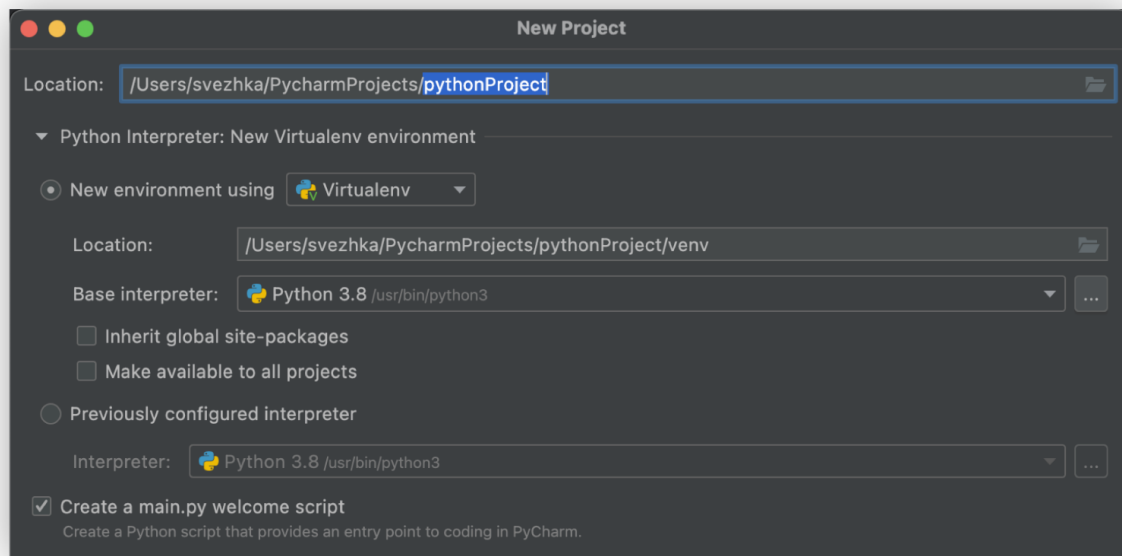 New Project
Location: /Users/svezhka/PycharmProjects/pythonProject
Python Interpreter: New Virtualenv environment
New environment using Virtualenv
Location: /Users/svezhka/PycharmProjects/pythonProject/venv
Base interpreter: Python 3.8 /usr/bin/python3 ...
Inherit global site-packages
Make available to all projects
Previously configured interpreter
Interpreter: Python 3.8 /usr/bin/python3 ...
Create a main.py welcome script
Create a Python script that provides an entry point to coding in PyCharm.